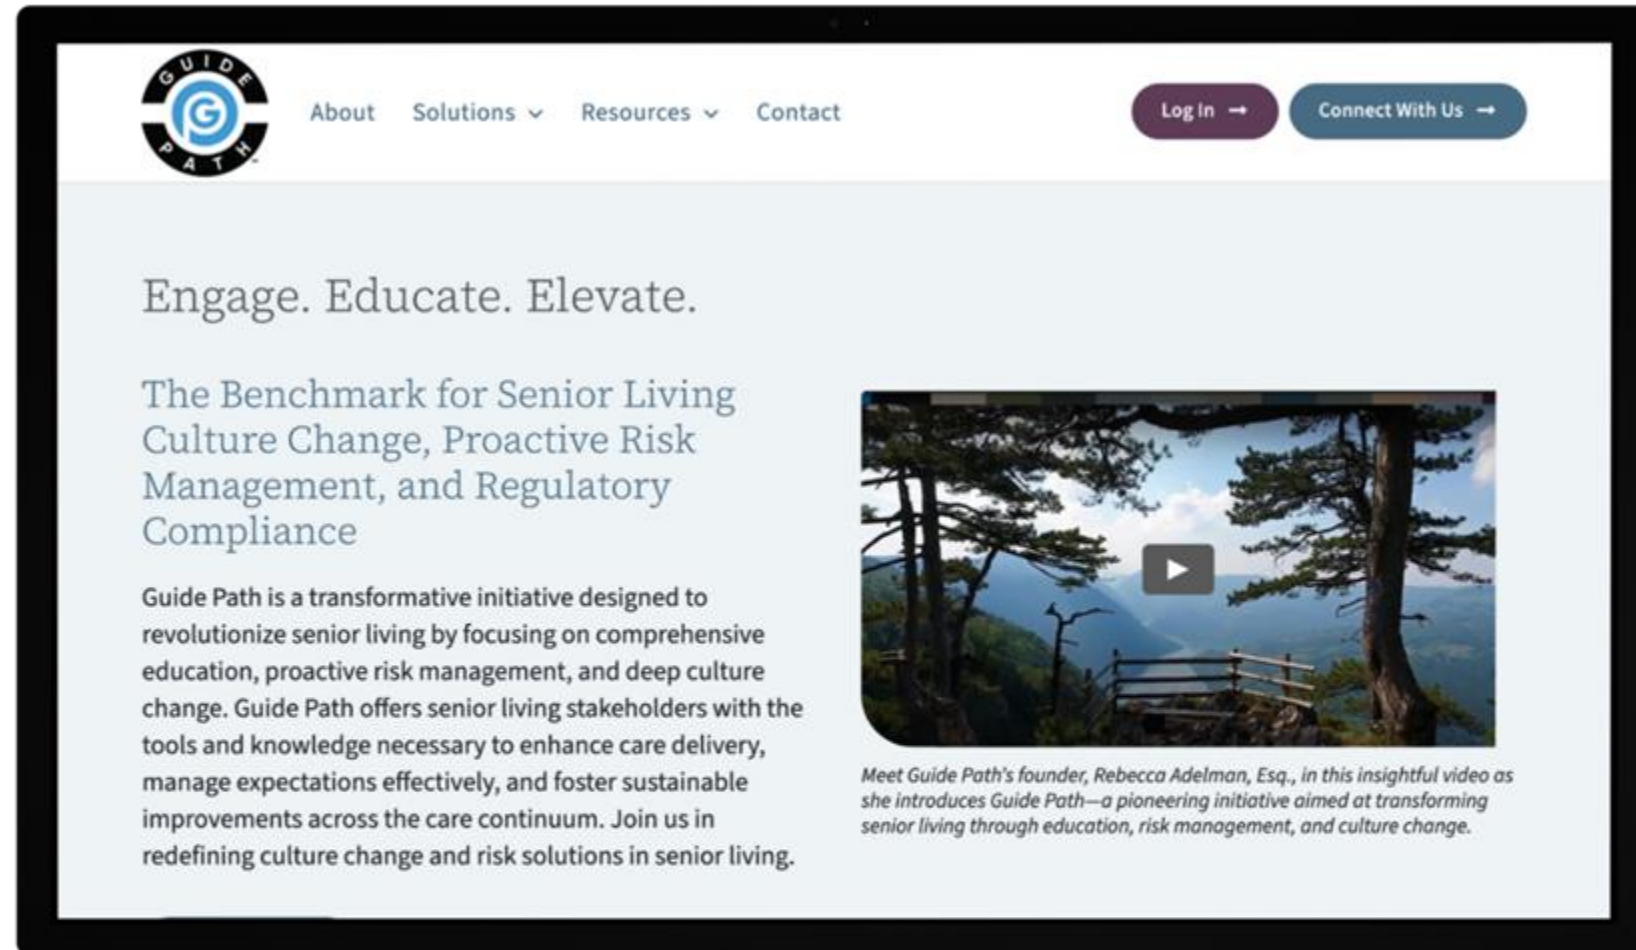 GUIDE
PATH
About
Solutions
Resources
Contact
Log In →
Connect With Us →
Engage. Educate. Elevate.
The Benchmark for Senior Living
Culture Change, Proactive Risk
Management, and Regulatory
Compliance
Guide Path is a transformative initiative designed to
revolutionize senior living by focusing on comprehensive
education, proactive risk management, and deep culture
change. Guide Path offers senior living stakeholders with the
tools and knowledge necessary to enhance care delivery,
manage expectations effectively, and foster sustainable
improvements across the care continuum. Join us in
redefining culture change and risk solutions in senior living.
Meet Guide Path's founder, Rebecca Adelman, Esq., in this insightful video as
she introduces Guide Path—a pioneering initiative aimed at transforming
senior living through education, risk management, and culture change.